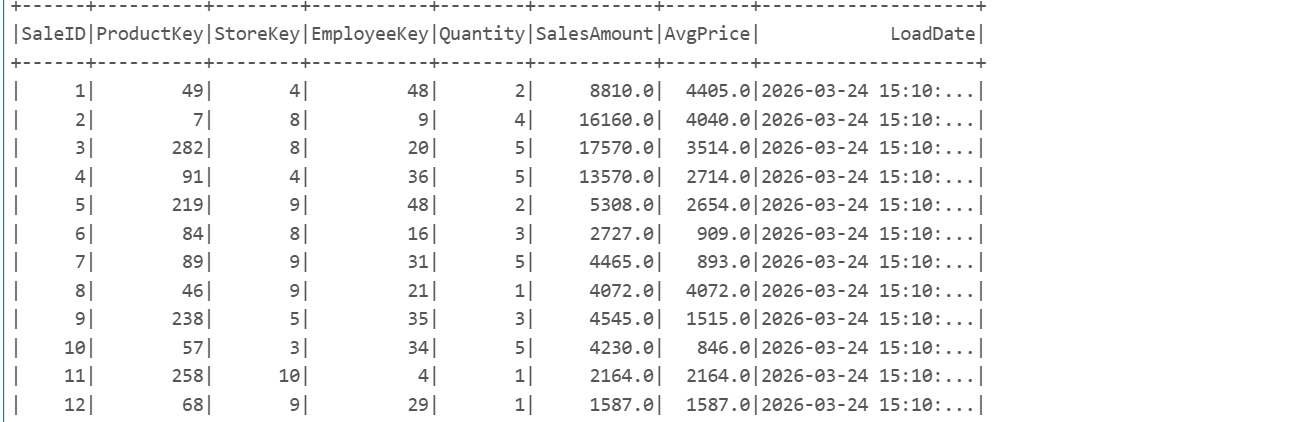 +------+----------+--------+-----------+--------+-----------+--------+--------------------+
|SaleID|ProductKey|StoreKey|EmployeeKey|Quantity|SalesAmount|AvgPrice|            LoadDate|
+------+----------+--------+-----------+--------+-----------+--------+--------------------+
|     1|        49|       4|         48|       2|     8810.0|  4405.0|2026-03-24 15:10:...|
|     2|         7|       8|          9|       4|    16160.0|  4040.0|2026-03-24 15:10:...|
|     3|       282|       8|         20|       5|    17570.0|  3514.0|2026-03-24 15:10:...|
|     4|        91|       4|         36|       5|    13570.0|  2714.0|2026-03-24 15:10:...|
|     5|       219|       9|         48|       2|     5308.0|  2654.0|2026-03-24 15:10:...|
|     6|        84|       8|         16|       3|     2727.0|   909.0|2026-03-24 15:10:...|
|     7|        89|       9|         31|       5|     4465.0|   893.0|2026-03-24 15:10:...|
|     8|        46|       9|         21|       1|     4072.0|  4072.0|2026-03-24 15:10:...|
|     9|       238|       5|         35|       3|     4545.0|  1515.0|2026-03-24 15:10:...|
|    10|        57|       3|         34|       5|     4230.0|   846.0|2026-03-24 15:10:...|
|    11|       258|      10|          4|       1|     2164.0|  2164.0|2026-03-24 15:10:...|
|    12|        68|       9|         29|       1|     1587.0|  1587.0|2026-03-24 15:10:...|